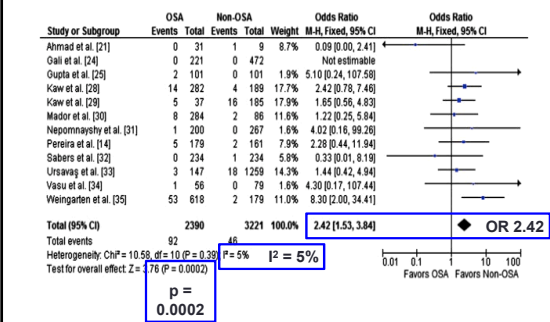 OSA Non-OSA Odds Ratio Odds Ratio
Study or Subgroup Events Total Events Total Weight M-H, Fixed, 95% CI M-H, Fixed, 95% CI
Ahmad et al. [21] 0 31 1 9 8.7% 0.09 [0.00, 2.41]
Gali et al. [24] 0 221 0 472 Not estimable
Gupta et al. [25] 2 101 0 101 1.9% 5.10 [0.24, 107.58]
Kaw et al. [28] 14 282 4 189 17.2% 2.42 [0.78, 7.46]
Kaw et al. [29] 5 37 16 185 17.9% 1.65 [0.56, 4.83]
Mador et al. [30] 8 284 2 86 11.6% 1.22 [0.25, 5.84]
Nepomnayshy et al. [31] 1 200 0 267 1.6% 4.02 [0.16, 99.26]
Pereira et al. [14] 5 179 2 161 7.7% 2.28 [0.44, 11.94]
Sabers et al. [32] 0 234 1 234 5.6% 0.33 [0.01, 8.19]
Ursavaş et al. [33] 3 147 18 1259 14.1% 1.44 [0.42, 4.94]
Vasu et al. [34] 1 56 0 79 1.6% 4.30 [0.17, 107.44]
Weingarten et al. [35] 53 618 2 179 11.0% 8.30 [2.00, 34.41]
Total (95% CI) 2390 3221 100.0% 2.42 [1.53, 3.84] OR 2.42
Total events 92 46
Heterogeneity: Chi² = 10.58, df = 10 (P = 0.39) I² = 5% I² = 5%
Test for overall effect: Z = 3.76 (P = 0.0002)
0.01 0.1 1 10 100
Favors OSA Favors Non-OSA
p =
0.0002